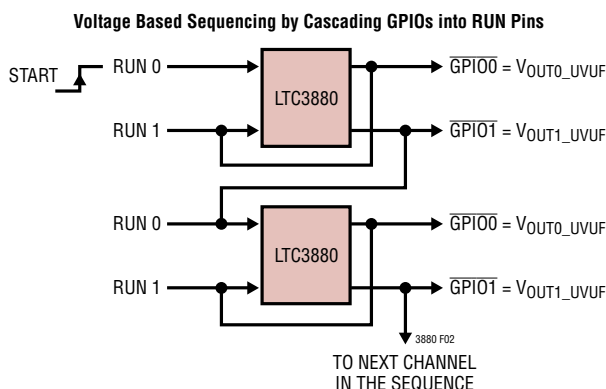 Voltage Based Sequencing by Cascading GPIOs into RUN Pins
START
RUN 0
LTC3880
GPIO0 = VOUT0_UVUF
RUN 1
GPIO1 = VOUT1_UVUF
RUN 0
LTC3880
GPIO0 = VOUT0_UVUF
RUN 1
GPIO1 = VOUT1_UVUF
3880 F02
TO NEXT CHANNEL
IN THE SEQUENCE